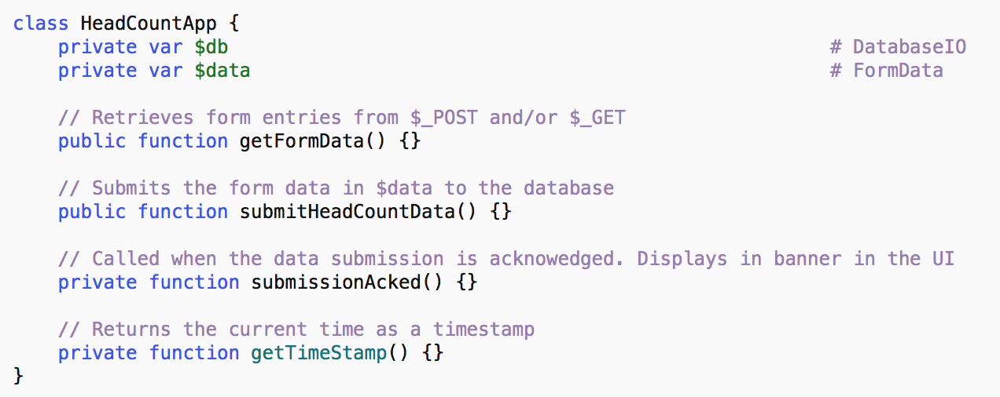 class HeadCountApp {
    private var $db # DatabaseIO
    private var $data # FormData
    // Retrieves form entries from $_POST and/or $_GET
    public function getFormData() {}
    // Submits the form data in $data to the database
    public function submitHeadCountData() {}
    // Called when the data submission is acknowedged. Displays in banner in the UI
    private function submissionAcked() {}
    // Returns the current time as a timestamp
    private function getTimeStamp() {}
}